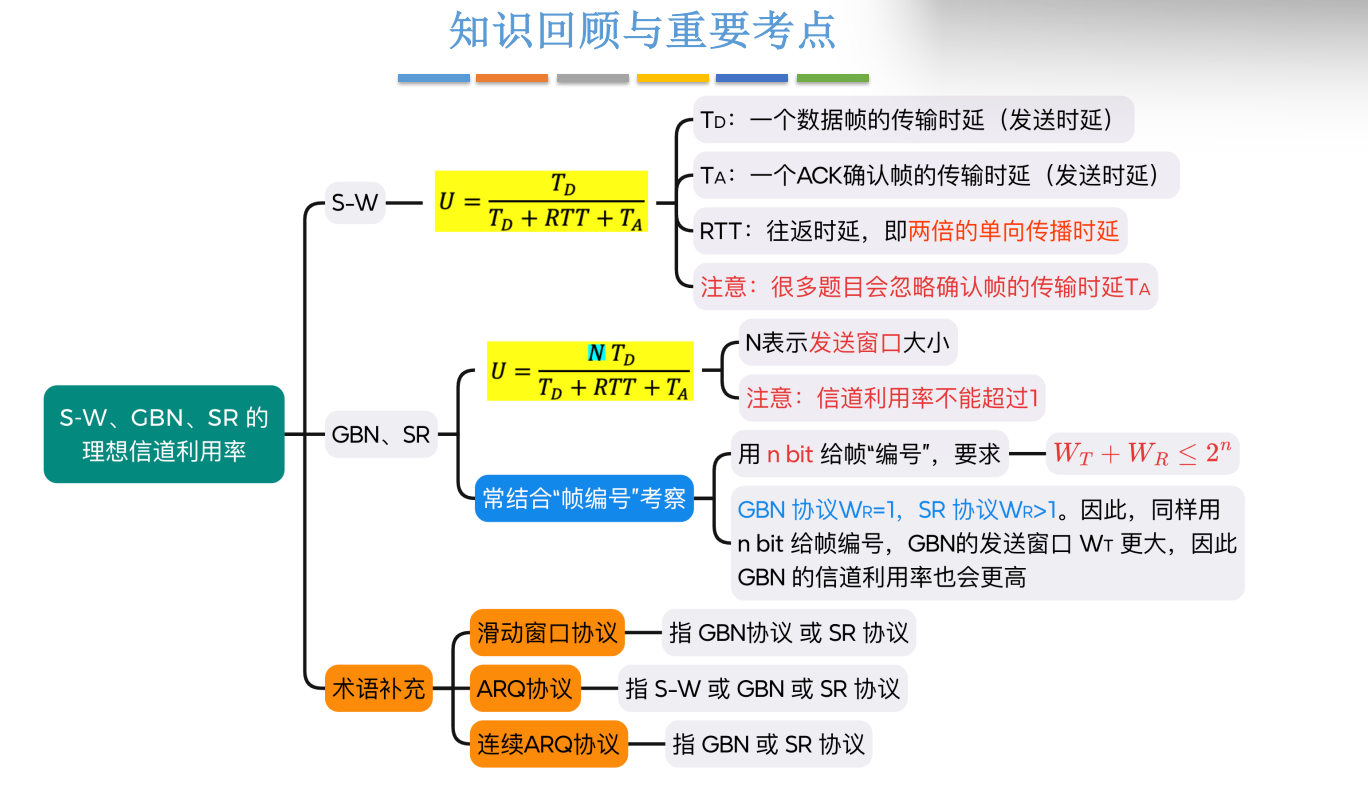 知识回顾与重要考点
S-W、GBN、SR 的
理想信道利用率
S-W
U = T_D / (T_D + RTT + T_A)
TD：一个数据帧的传输时延（发送时延）
TA：一个ACK确认帧的传输时延（发送时延）
RTT：往返时延，即两倍的单向传播时延
注意：很多题目会忽略确认帧的传输时延TA
GBN、SR
U = N T_D / (T_D + RTT + T_A)
N表示发送窗口大小
注意：信道利用率不能超过1
常结合“帧编号”考察
用 n bit 给帧“编号”，要求
W_T + W_R ≤ 2^n
GBN 协议WR=1，SR 协议WR>1。因此，同样用
n bit 给帧编号，GBN的发送窗口 WT 更大，因此
GBN 的信道利用率也会更高
术语补充
滑动窗口协议
指 GBN协议 或 SR 协议
ARQ协议
指 S-W 或 GBN 或 SR 协议
连续ARQ协议
指 GBN 或 SR 协议